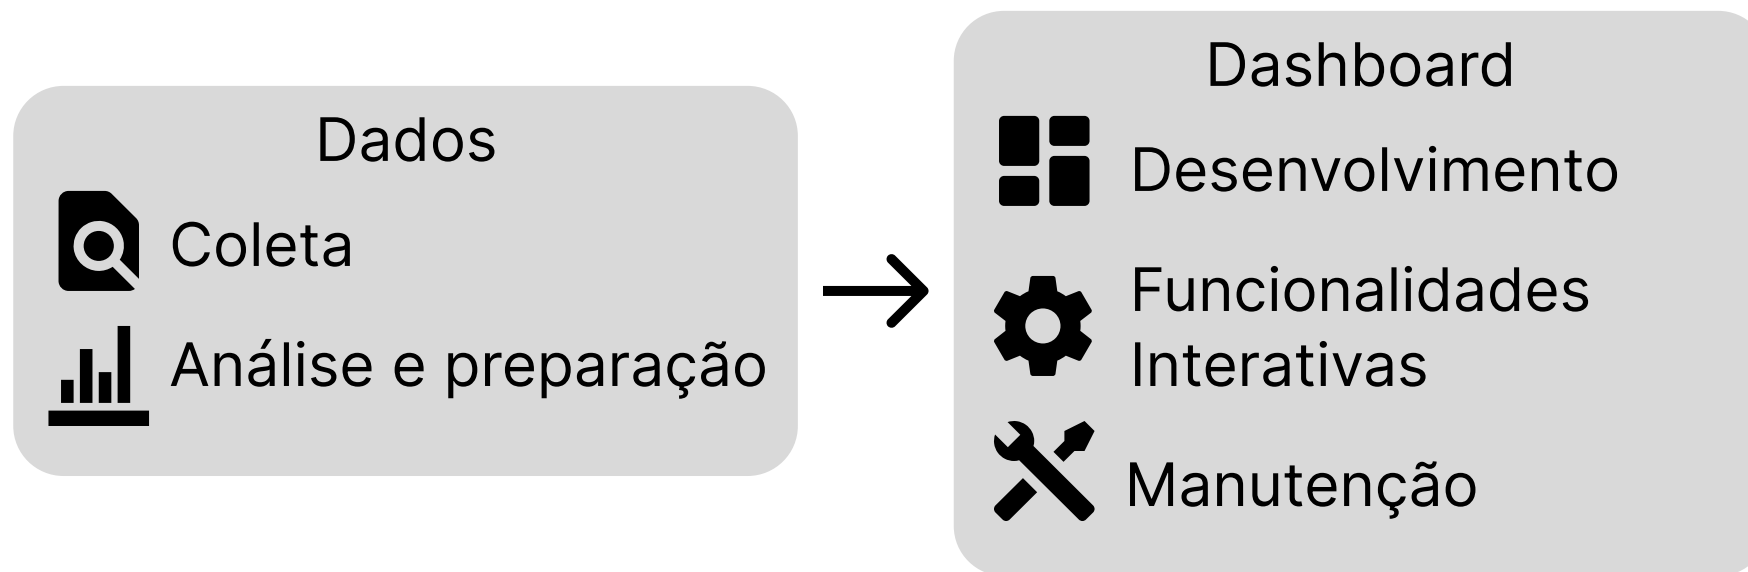 Dados
Coleta
Análise e preparação
Dashboard
Desenvolvimento
Funcionalidades
Interativas
Manutenção